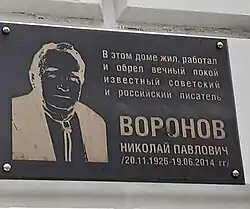 В этом доме жил, работал
и обрел вечный покой
известный советский
и российский писатель
ВОРОНОВ
НИКОЛАЙ ПАВЛОВИЧ
/20.11.1926-19.06.2014 гг/